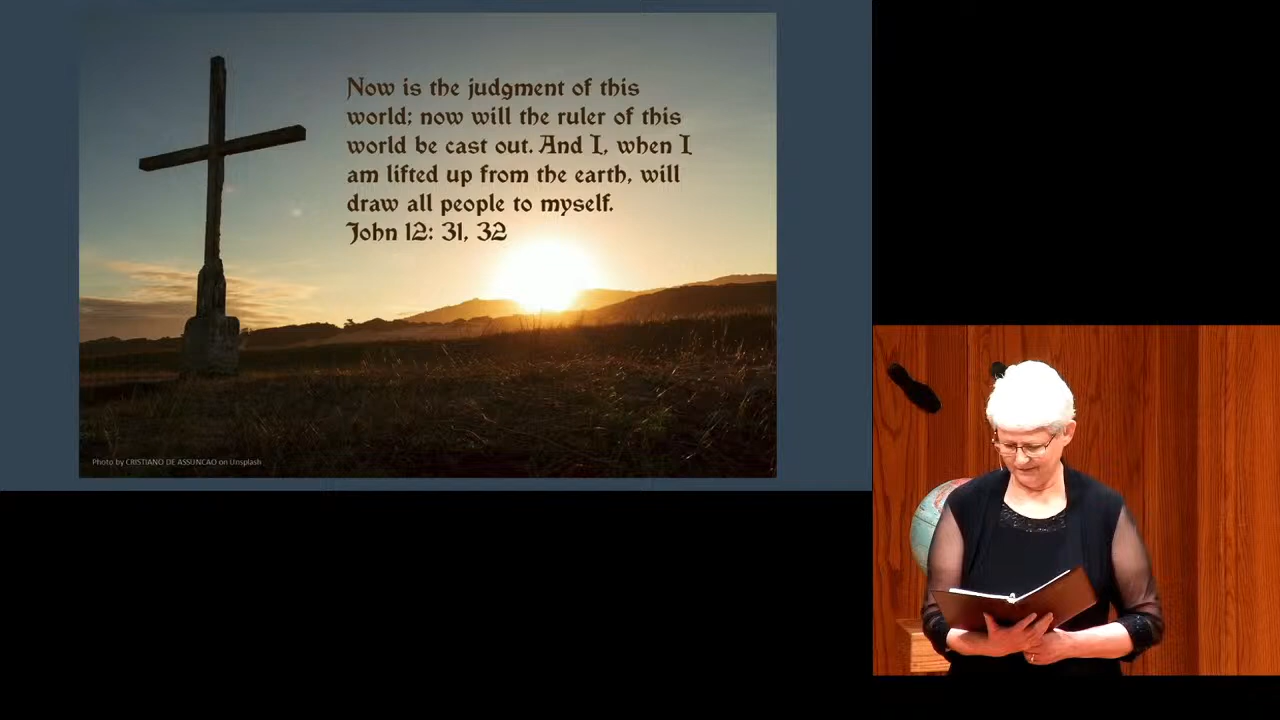 Now is the judgment of this
world; now will the ruler of this
world be cast out. And I, when I
am lifted up from the earth, will
draw all people to myself.
John 12: 31, 32
Photo by CRISTIANO DE ASSUNCAO on Unsplash